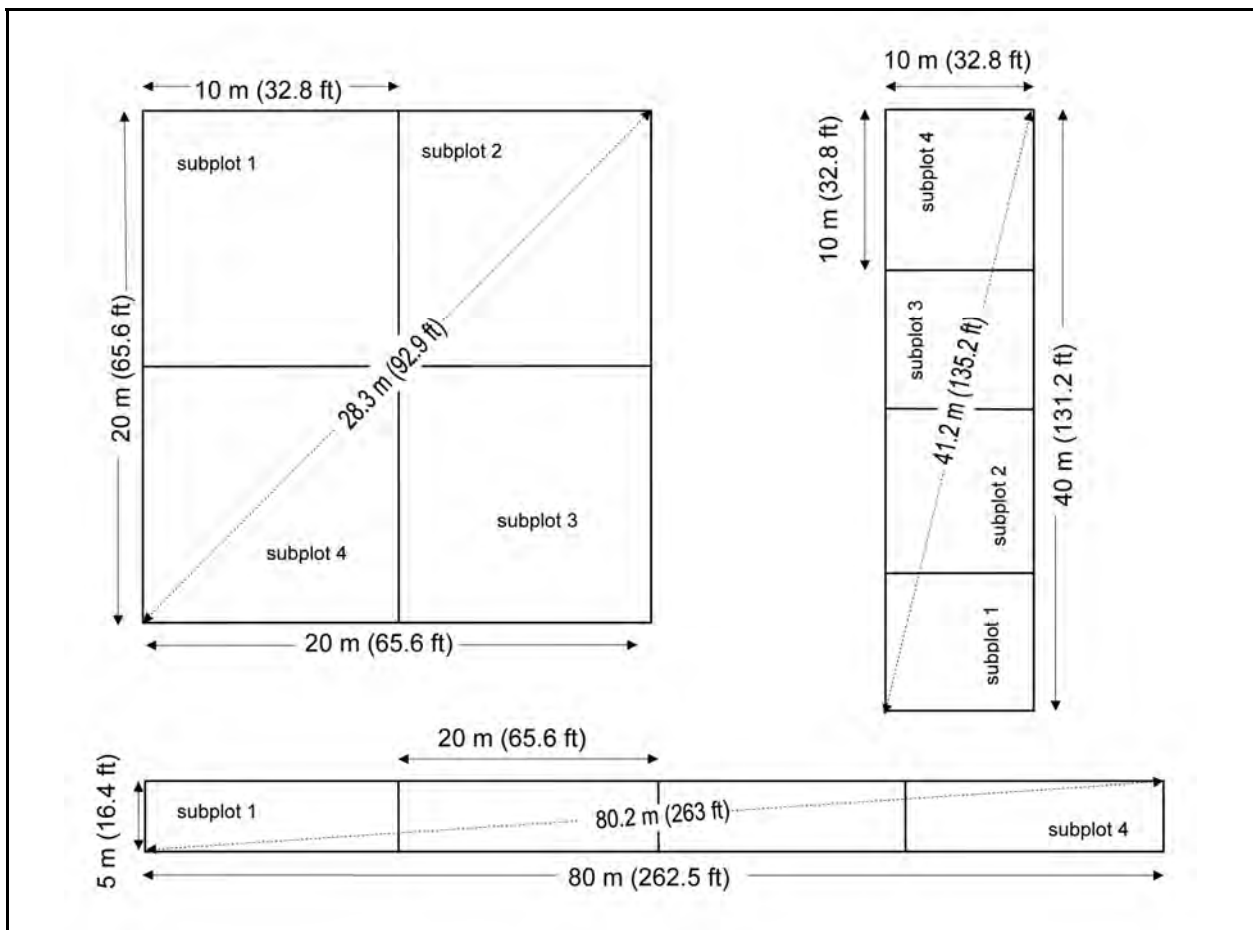 10 m (32.8 ft)
subplot 1
subplot 2
20 m (65.6 ft)
28.3 m (92.9 ft)
subplot 3
subplot 4
20 m (65.6 ft)
10 m (32.8 ft)
10 m (32.8 ft)
subplot 4
subplot 3
41.2 m (135.2 ft)
40 m (131.2 ft)
subplot 2
subplot 1
20 m (65.6 ft)
5 m (16.4 ft)
subplot 1
80.2 m (263 ft)
subplot 4
80 m (262.5 ft)